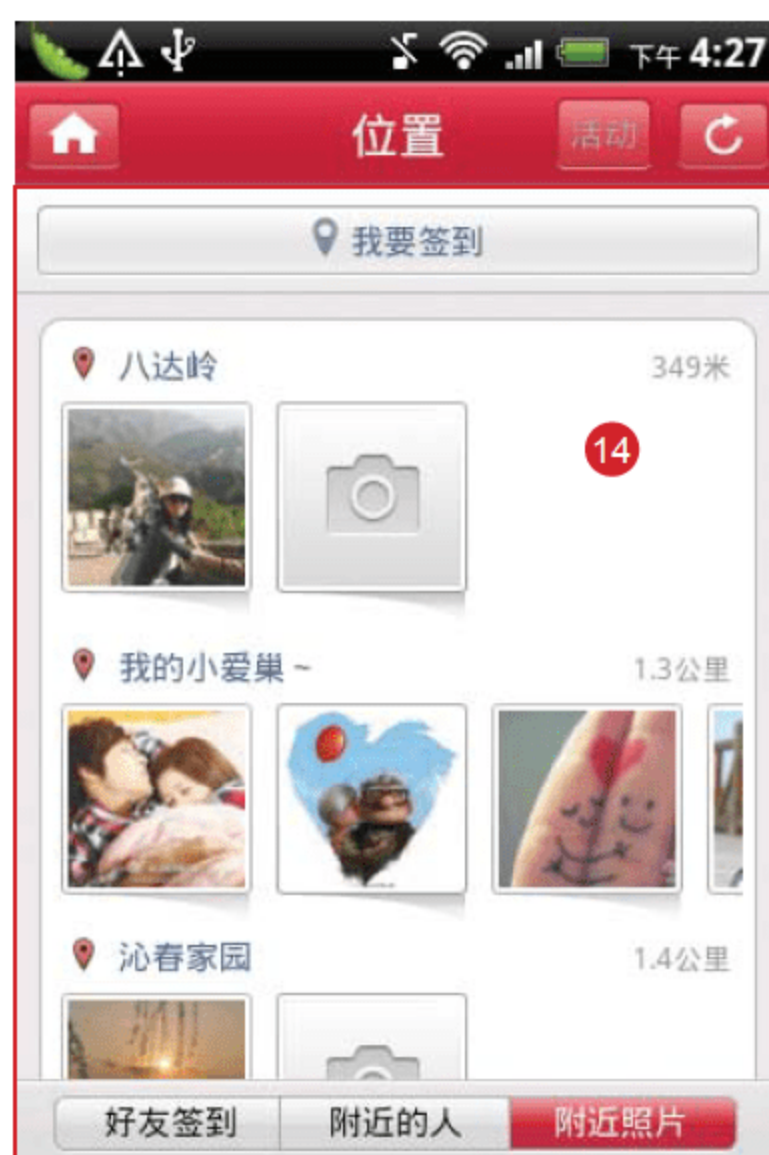 下午 4:27
位置 活动
我要签到
八达岭 349米
14
我的小爱巢 ~ 1.3公里
沁春家园 1.4公里
好友签到 附近的人 附近照片